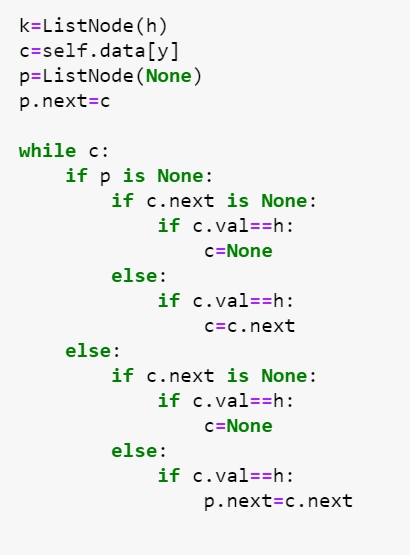 k=ListNode(h)
c=self.data[y]
p=ListNode(None)
p.next=c
while c:
    if p is None:
        if c.next is None:
            if c.val==h:
                c=None
        else:
            if c.val==h:
                c=c.next
    else:
        if c.next is None:
            if c.val==h:
                c=None
        else:
            if c.val==h:
                p.next=c.next